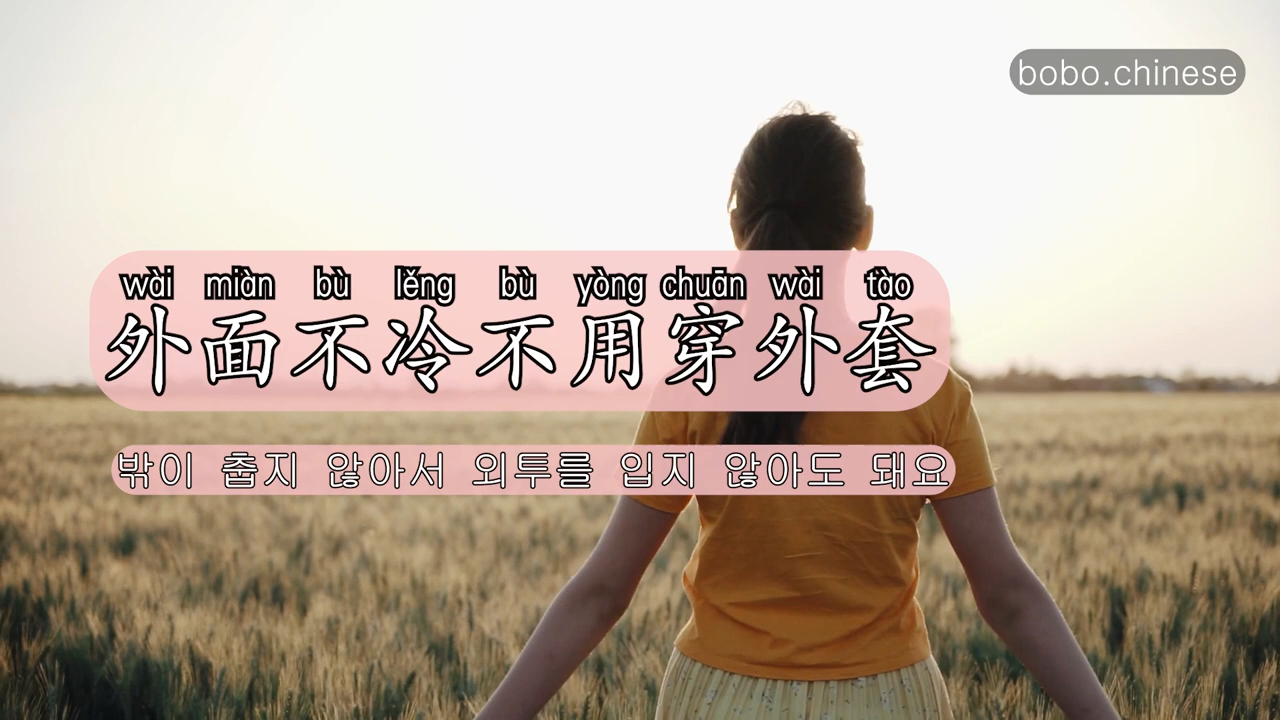 bobo.chinese
wài miàn bù lěng bù yòng chuān wài tào
外面不冷不用穿外套
밖이 춥지 않아서 외투를 입지 않아도 돼요